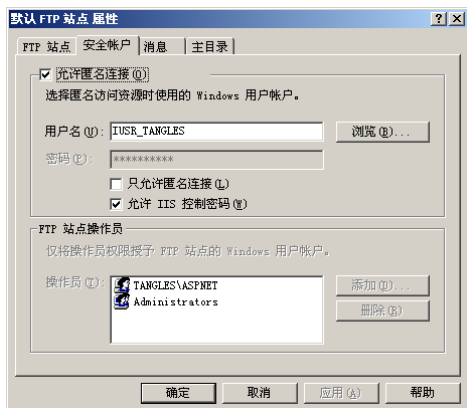 默认 FTP 站点 属性
FTP 站点 安全帐户 消息 主目录
允许匿名连接(O)
选择匿名访问资源时使用的 Windows 用户帐户。
用户名(U): IUSR_TANGLES 浏览(B)...
密码(P): **********
只允许匿名连接(L)
允许 IIS 控制密码(W)
FTP 站点操作员
仅将操作员权限授予 FTP 站点的 Windows 用户帐户。
操作员(T): TANGLES\ASPNET 添加(D)...
Administrators 删除(R)
确定 取消 应用(A) 帮助